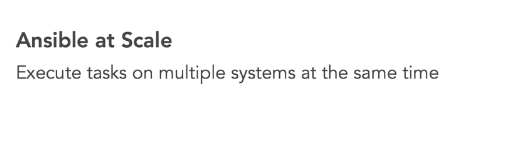 Ansible at Scale
Execute tasks on multiple systems at the same time